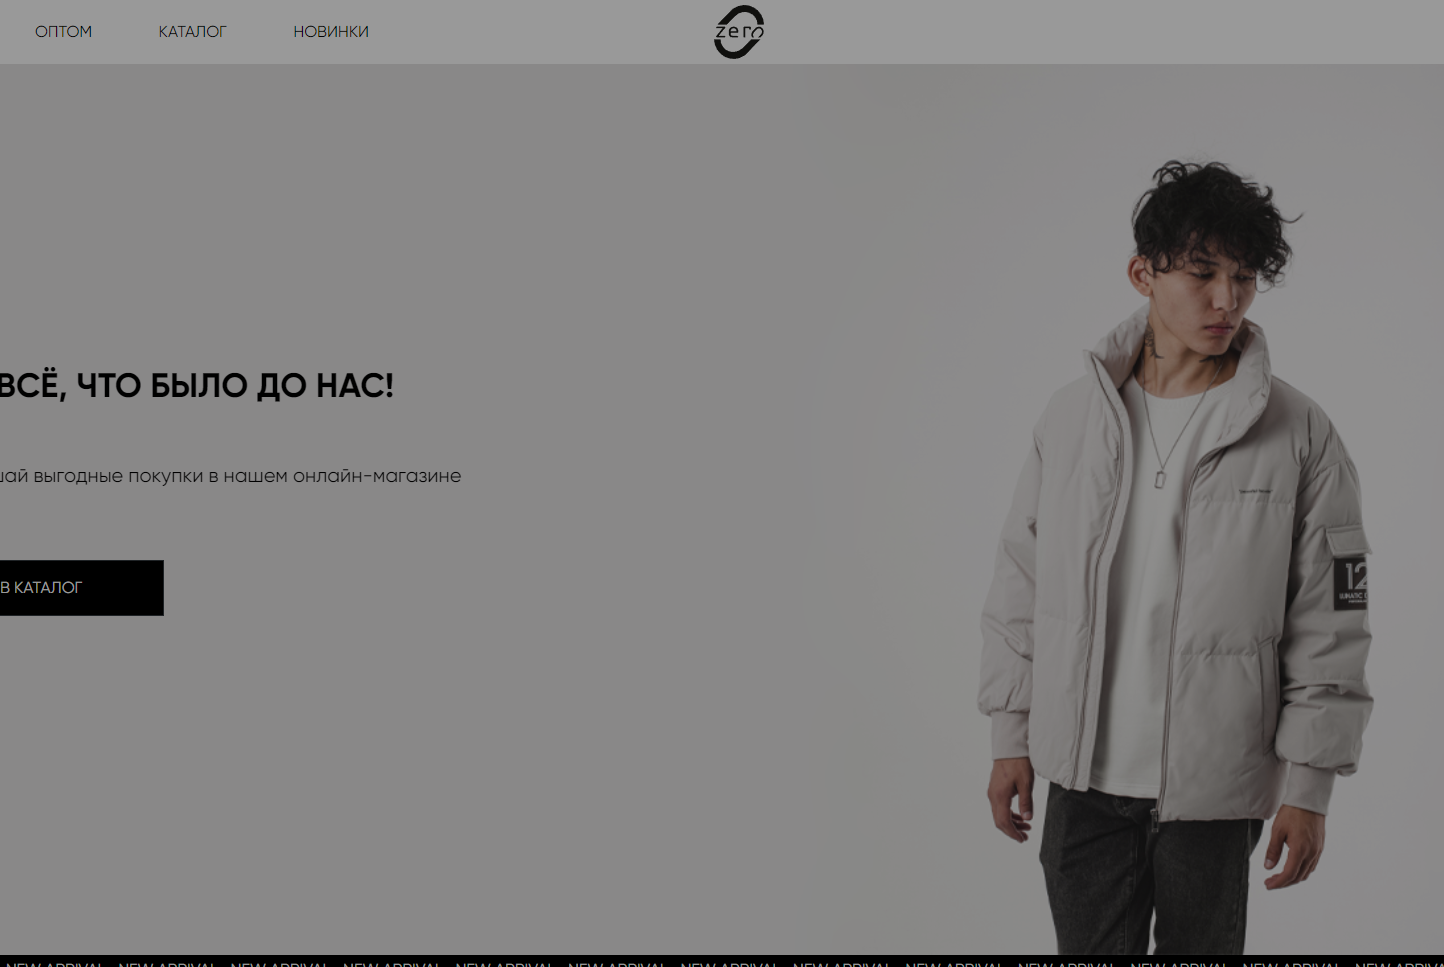 ОПТОМ КАТАЛОГ НОВИНКИ
zero
ВСЁ, ЧТО БЫЛО ДО НАС!
выгодные покупки в нашем онлайн-магазине
12
В КАТАЛОГ
NEW ARRIVAL NEW ARRIVAL NEW ARRIVAL NEW ARRIVAL NEW ARRIVAL NEW ARRIVAL NEW ARRIVAL NEW ARRIVAL NEW ARRIVAL NEW ARRIVAL NEW ARRIVAL NEW ARRIVAL NEW ARRIVAL